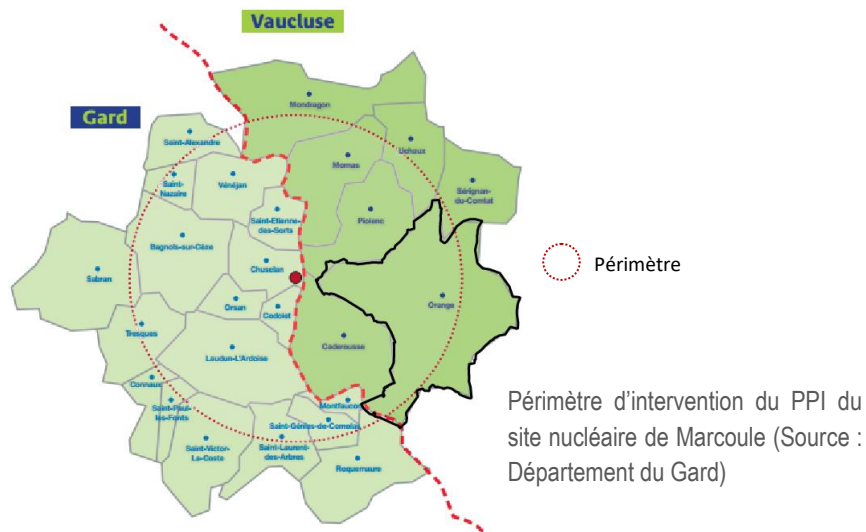 Vaucluse
Gard
Mondragon
Saint-Alexandre
Uchaux
Mornas
Saint-
Nazaire
Vénéjan
Sérignan-
du-Comtat
Saint-Etienne-
des-Sorts
Piolenc
Bagnols-sur-Cèze
Chusclan
Périmètre
Sabran
Orange
Orsan
Codolet
Tresques
Caderousse
Laudun-L'Ardoise
Connaux
Saint-Paul-
les-Fonts
Montfaucon
Saint-Géniès-de-Comolas
Saint-Victor-
La-Coste
Saint-Laurent-
des-Arbres
Roquemaure
Périmètre d'intervention du PPI du
site nucléaire de Marcoule (Source :
Département du Gard)